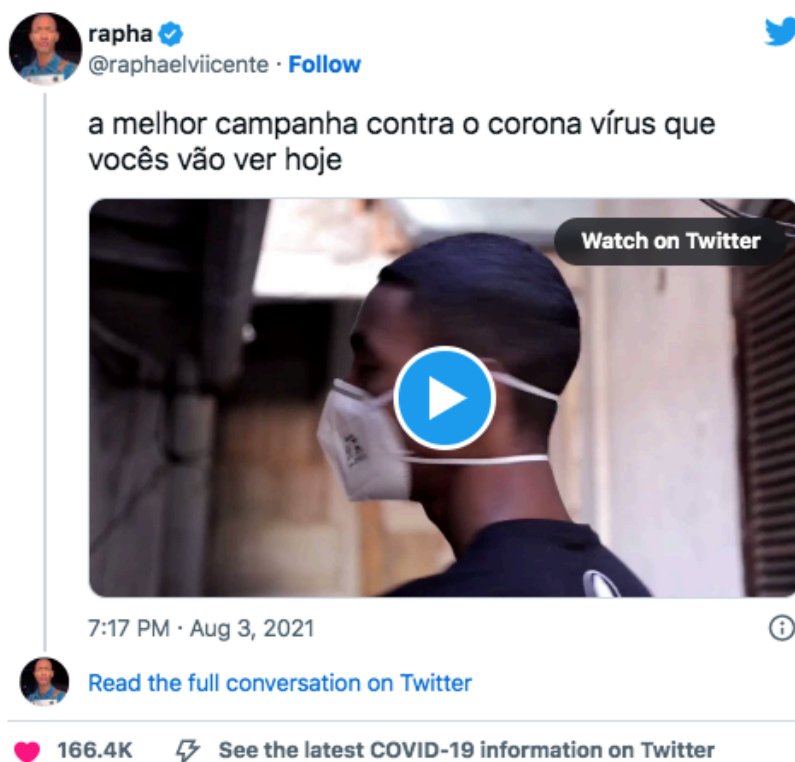 rapha
@raphaelviicente · Follow
a melhor campanha contra o corona vírus que
vocês vão ver hoje
Watch on Twitter
7:17 PM · Aug 3, 2021
Read the full conversation on Twitter
166.4K See the latest COVID-19 information on Twitter